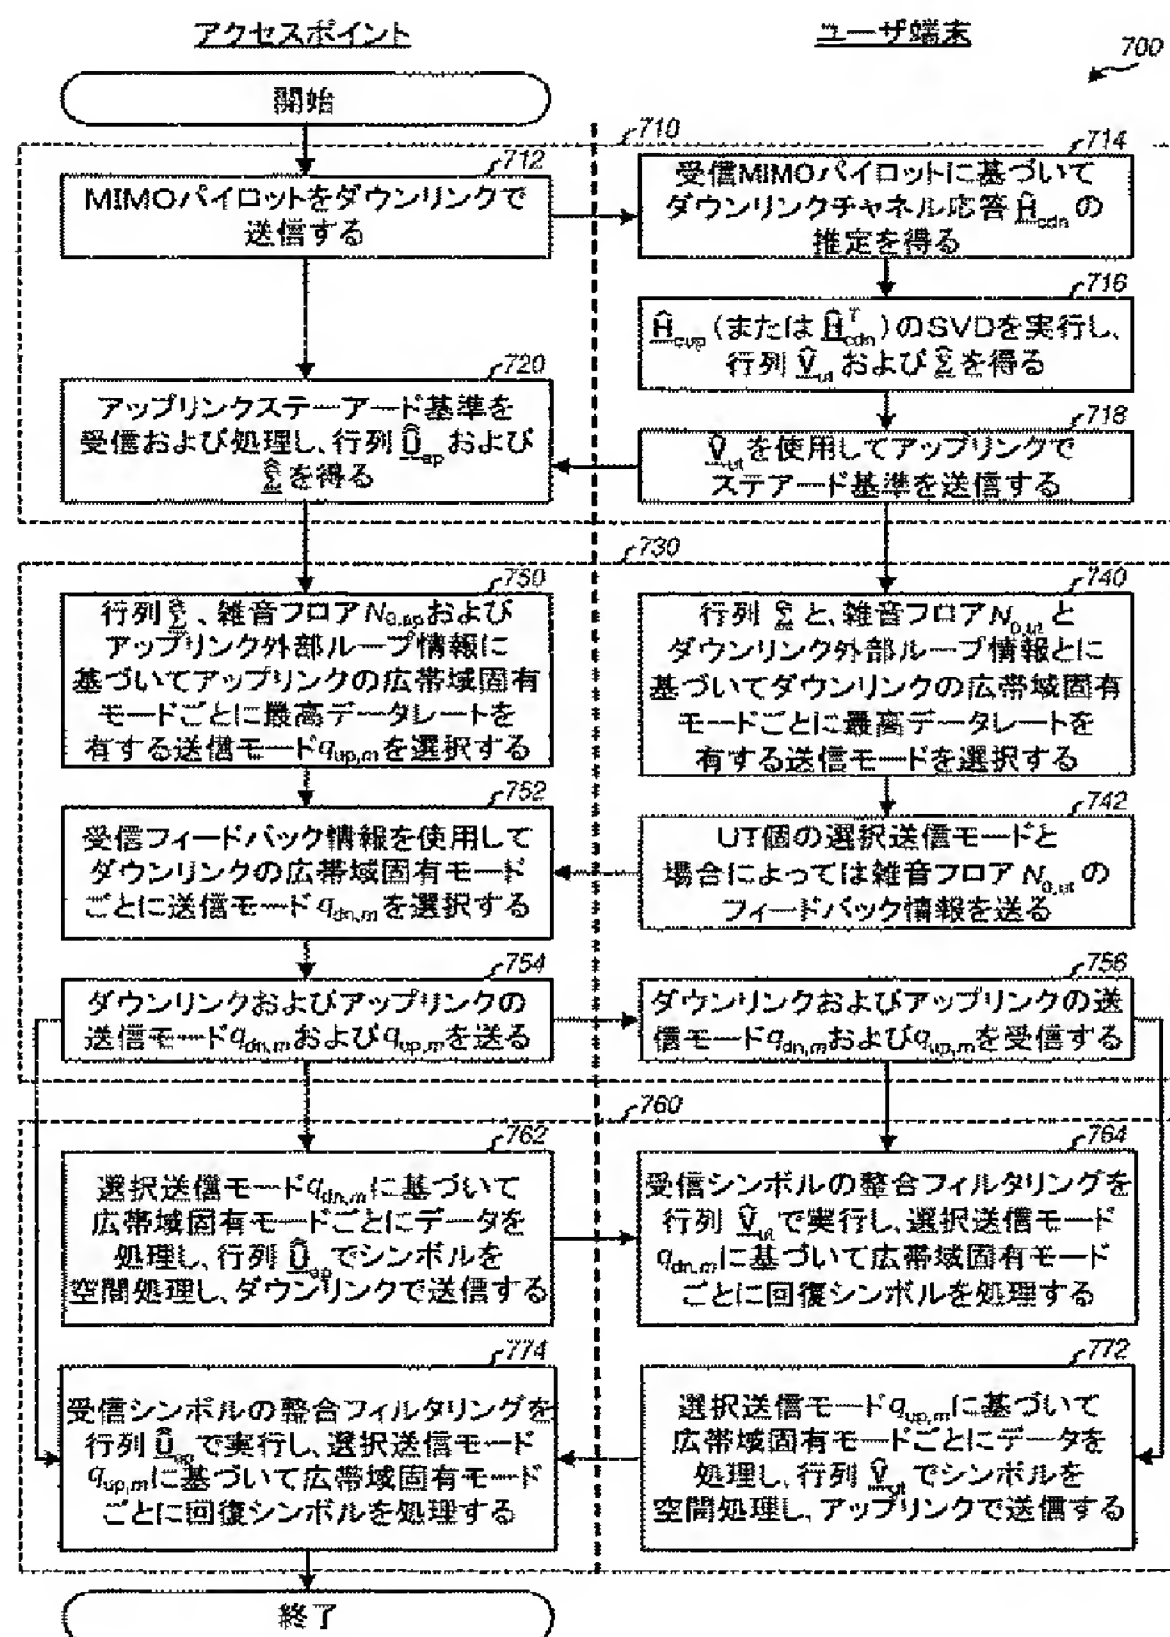 アクセスポイント
ユーザ端末
700
開始
710
712
MIMOパイロットをダウンリンクで
送信する
714
受信MIMOパイロットに基づいて
ダウンリンクチャネル応答 Ĥcdn の
推定を得る
716
Ĥcup (または Ĥᵀcdn)のSVDを実行し、
行列 V̂ut および Σ̂ を得る
720
アップリンクステーアード基準を
受信および処理し、行列 Ûap および
Σ̂ を得る
718
V̂ut を使用してアップリンクで
ステアード基準を送信する
730
750
行列 Σ̂ 、雑音フロア N0,ap および
アップリンク外部ループ情報に
基づいてアップリンクの広帯域固有
モードごとに最高データレートを
有する送信モード qup,m を選択する
740
行列 Σ̂ と、雑音フロア N0,ut と
ダウンリンク外部ループ情報とに
基づいてダウンリンクの広帯域固有
モードごとに最高データレートを
有する送信モードを選択する
752
受信フィードバック情報を使用して
ダウンリンクの広帯域固有モード
ごとに送信モード qdn,m を選択する
742
UT個の選択送信モードと
場合によっては雑音フロア N0,ut の
フィードバック情報を送る
754
ダウンリンクおよびアップリンクの
送信モード qdn,m および qup,m を送る
756
ダウンリンクおよびアップリンクの送
信モード qdn,m および qup,m を受信する
760
762
選択送信モード qdn,m に基づいて
広帯域固有モードごとにデータを
処理し、行列 Ûap でシンボルを
空間処理し、ダウンリンクで送信する
764
受信シンボルの整合フィルタリングを
行列 V̂ut で実行し、選択送信モード
qdn,m に基づいて広帯域固有モード
ごとに回復シンボルを処理する
774
受信シンボルの整合フィルタリングを
行列 Ûap で実行し、選択送信モード
qup,m に基づいて広帯域固有モード
ごとに回復シンボルを処理する
772
選択送信モード qup,m に基づいて
広帯域固有モードごとにデータを
処理し、行列 V̂ut でシンボルを
空間処理し、アップリンクで送信する
終了